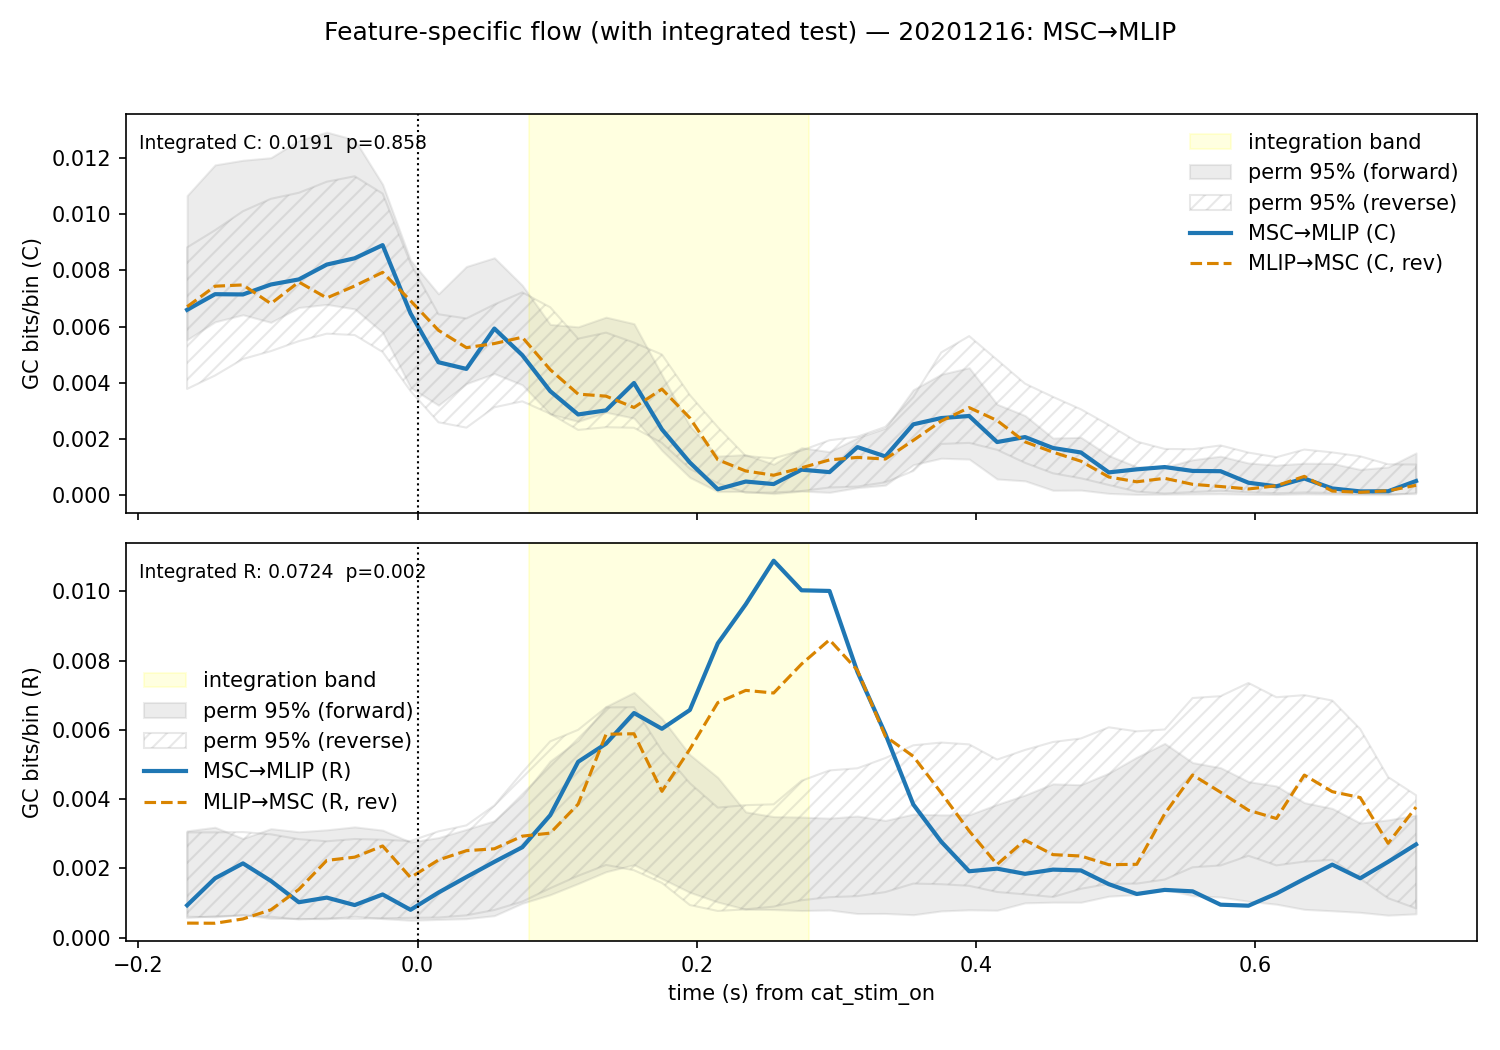 Feature-specific flow (with integrated test) — 20201216: MSC→MLIP
Integrated C: 0.0191  p=0.858
integration band
perm 95% (forward)
perm 95% (reverse)
MSC→MLIP (C)
MLIP→MSC (C, rev)
GC bits/bin (C)
0.012
0.010
0.008
0.006
0.004
0.002
0.000
Integrated R: 0.0724  p=0.002
integration band
perm 95% (forward)
perm 95% (reverse)
MSC→MLIP (R)
MLIP→MSC (R, rev)
GC bits/bin (R)
0.010
0.008
0.006
0.004
0.002
0.000
−0.2 0.0 0.2 0.4 0.6
time (s) from cat_stim_on